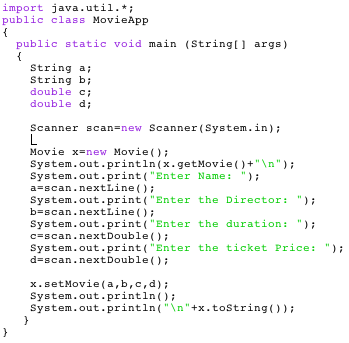 import java.util.*;
public class MovieApp
{
public static void main (String[] args)
{
String a;
String b;
double c;
double d;
Scanner scan=new Scanner(System.in);
Movie x=new Movie();
System.out.println(x.getMovie()+"\n");
System.out.print("Enter Name: ");
a=scan.nextLine();
System.out.print("Enter the Director: ");
b=scan.nextLine();
System.out.print("Enter the duration: ");
c=scan.nextDouble();
System.out.print("Enter the ticket Price: ");
d=scan.nextDouble();
x.setMovie(a,b,c,d);
System.out.println();
System.out.println("\n"+x.toString());
}
}